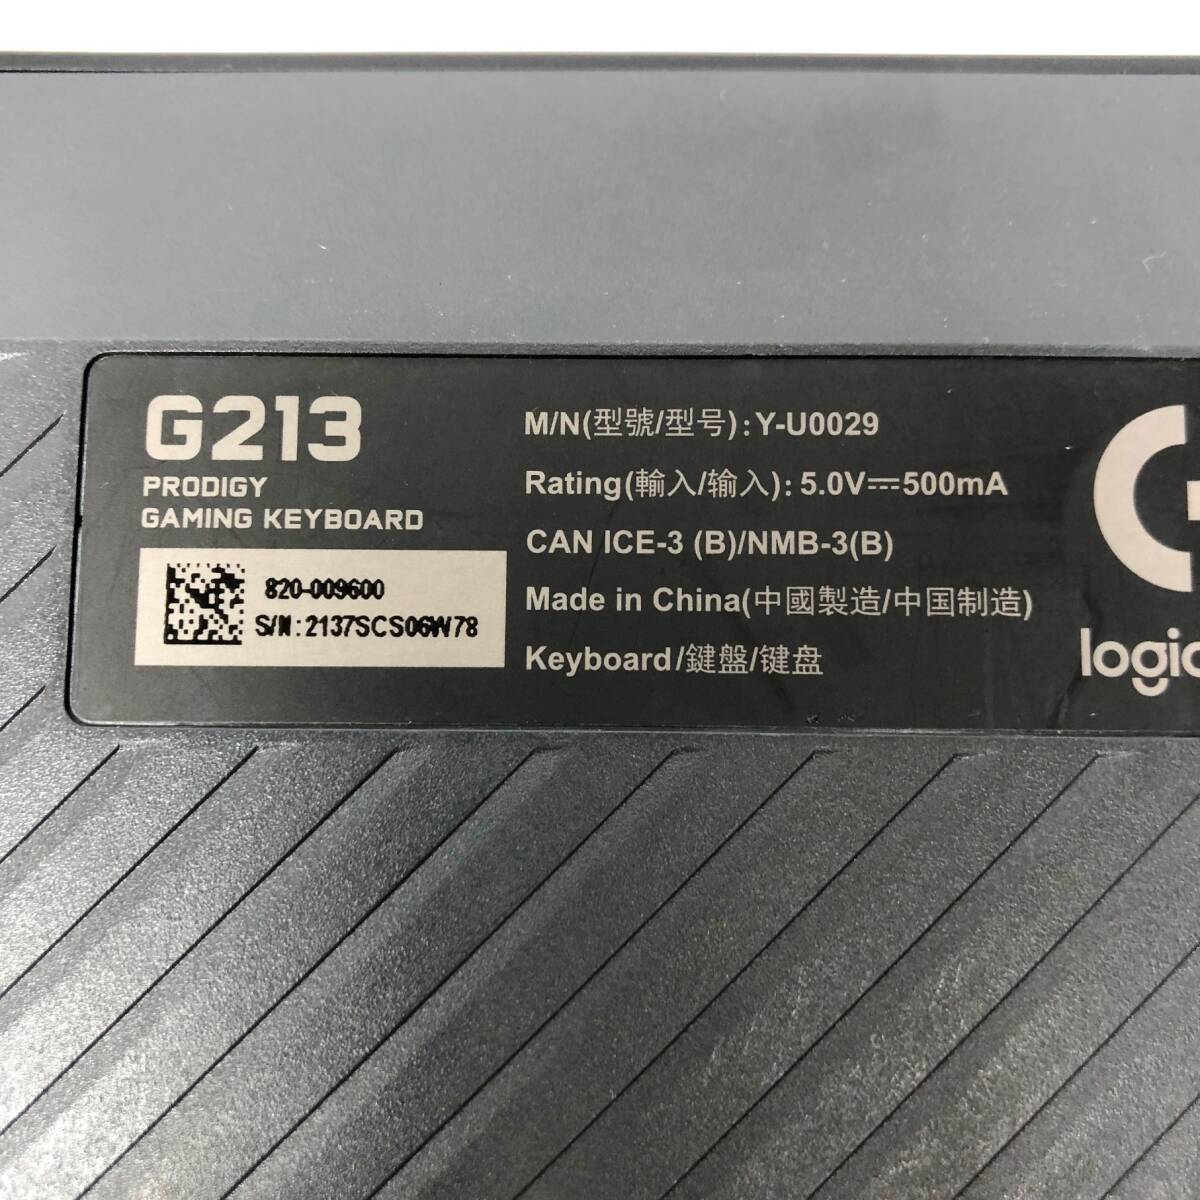 G213
PRODIGY
GAMING KEYBOARD
820-009600
S/N:2137SCS06W78
M/N(型號/型号):Y-U0029
Rating(輸入/输入):5.0V⎓500mA
CAN ICE-3 (B)/NMB-3(B)
Made in China(中國製造/中国制造)
Keyboard/鍵盤/键盘
G
logic